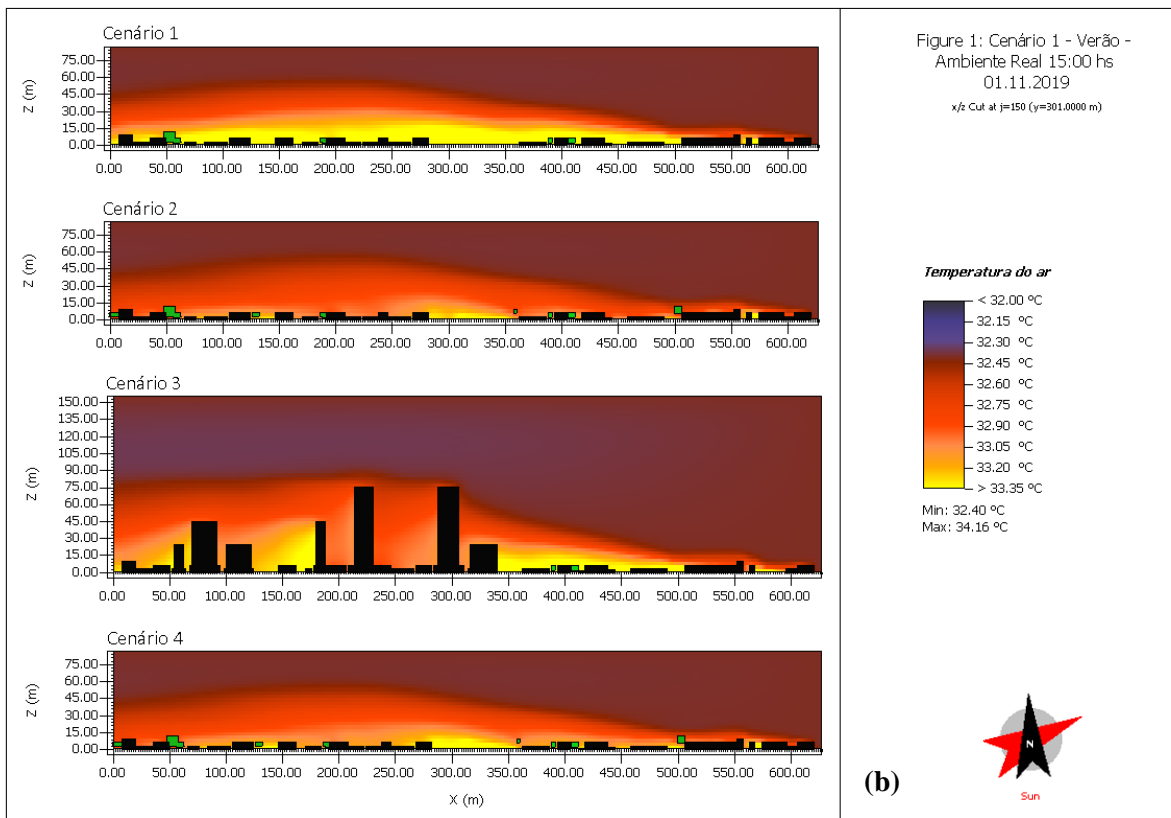 Cenário 1
Z (m)
75.00
60.00
45.00
30.00
15.00
0.00
0.00 50.00 100.00 150.00 200.00 250.00 300.00 350.00 400.00 450.00 500.00 550.00 600.00
Cenário 2
Z (m)
75.00
60.00
45.00
30.00
15.00
0.00
0.00 50.00 100.00 150.00 200.00 250.00 300.00 350.00 400.00 450.00 500.00 550.00 600.00
Cenário 3
Z (m)
150.00
135.00
120.00
105.00
90.00
75.00
60.00
45.00
30.00
15.00
0.00
0.00 50.00 100.00 150.00 200.00 250.00 300.00 350.00 400.00 450.00 500.00 550.00 600.00
Cenário 4
Z (m)
75.00
60.00
45.00
30.00
15.00
0.00
0.00 50.00 100.00 150.00 200.00 250.00 300.00 350.00 400.00 450.00 500.00 550.00 600.00
X (m)
Figure 1: Cenário 1 - Verão -
Ambiente Real 15:00 hs
01.11.2019
x/z Cut at j=150 (y=301.0000 m)
Temperatura do ar
< 32.00 °C
32.15 °C
32.30 °C
32.45 °C
32.60 °C
32.75 °C
32.90 °C
33.05 °C
33.20 °C
> 33.35 °C
Min: 32.40 °C
Max: 34.16 °C
(b)
N
Sun